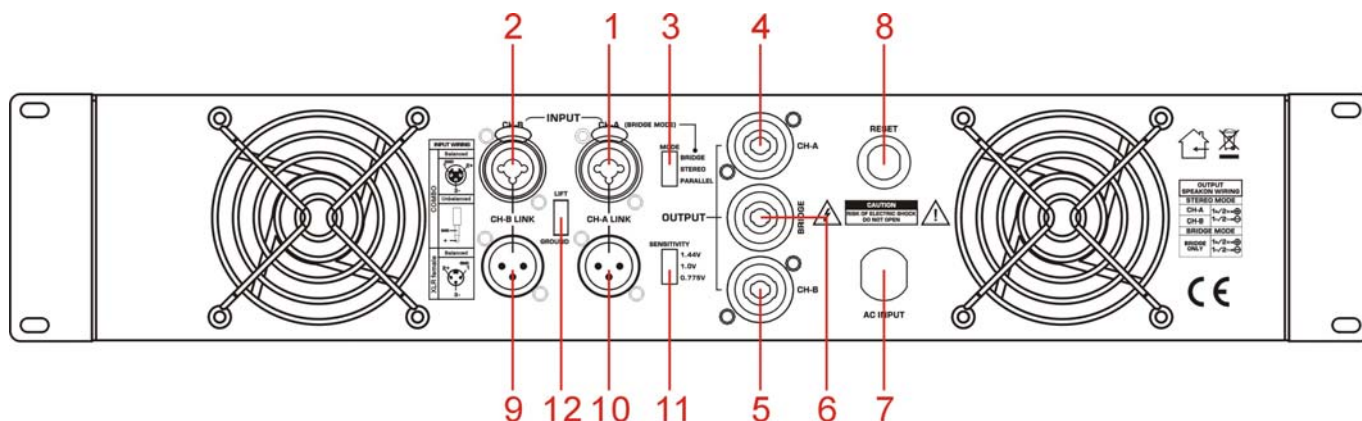 2 1 3 4 8
CH-B INPUT CH-A (BRIDGE MODE)
MODE
BRIDGE
STEREO
PARALLEL
INPUT WIRING
COMBO
Balanced
Unbalanced
XLR female
Balanced
LIFT
GROUND
CH-B LINK
CH-A LINK
SENSITIVITY
1.44V
1.0V
0.775V
OUTPUT
CH-A
BRIDGE
CH-B
RESET
CAUTION
RISK OF ELECTRIC SHOCK
DO NOT OPEN
AC INPUT
OUTPUT
SPEAKON WIRING
STEREO MODE
CH-A
CH-B
BRIDGE MODE
BRIDGE
ONLY
CE
9 12 10 11 5 6 7